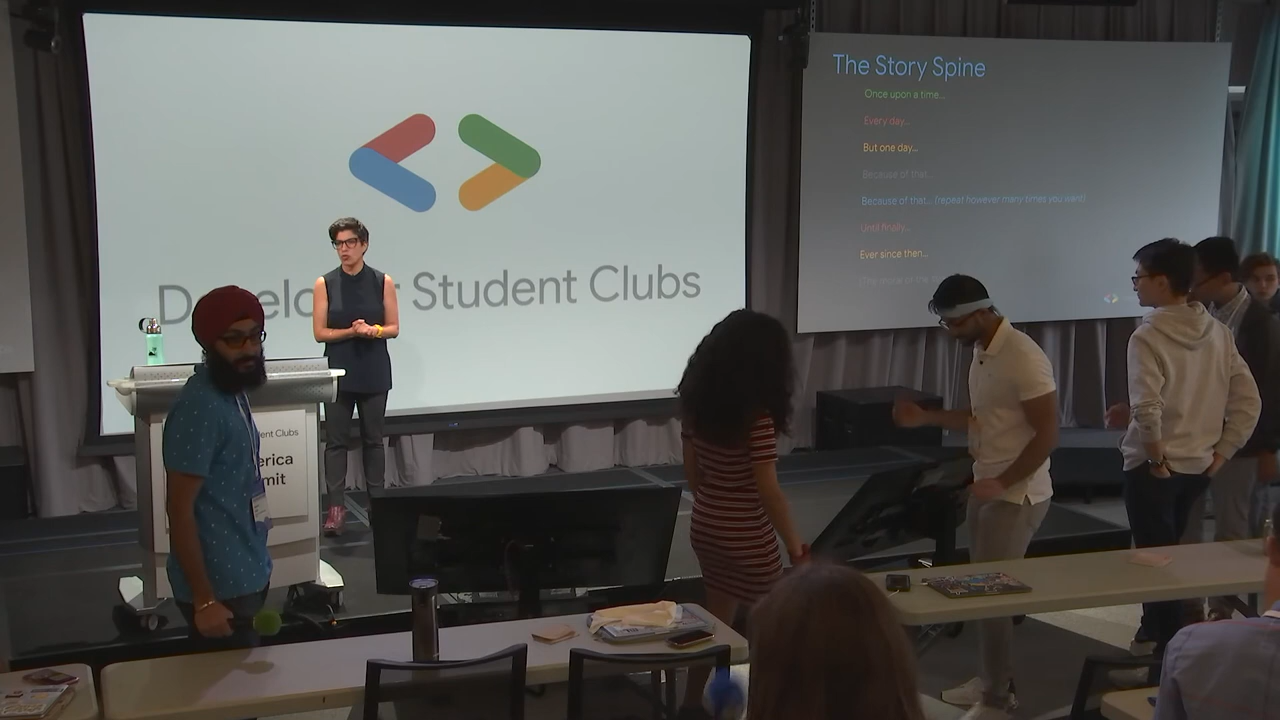 Developer Student Clubs
ent Clubs
erica
mit
The Story Spine
Once upon a time...
Every day...
But one day...
Because of that...
Because of that... (repeat however many times you want)
Until finally...
Ever since then...